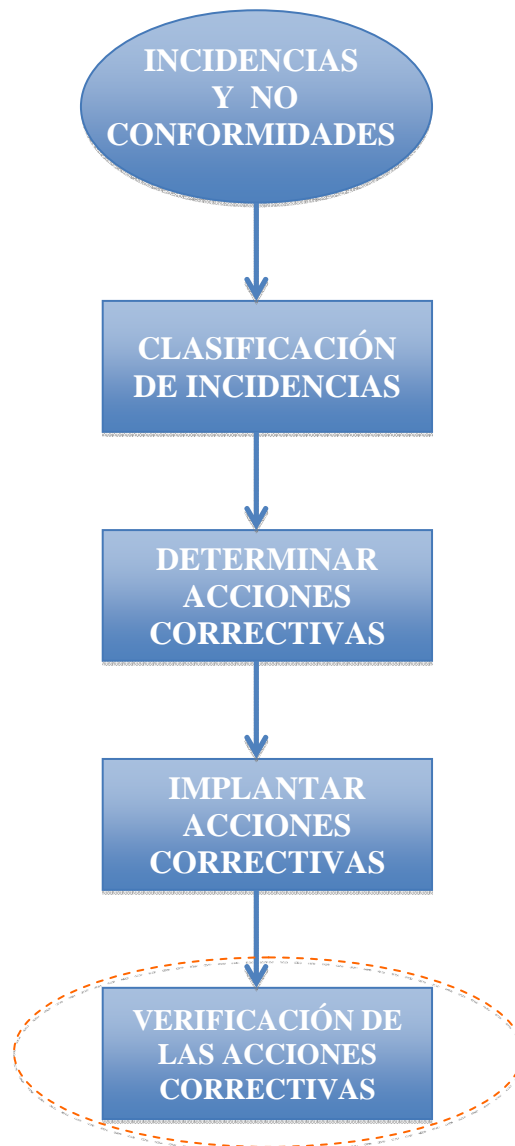 INCIDENCIAS
Y NO
CONFORMIDADES
CLASIFICACIÓN
DE INCIDENCIAS
DETERMINAR
ACCIONES
CORRECTIVAS
IMPLANTAR
ACCIONES
CORRECTIVAS
VERIFICACIÓN DE
LAS ACCIONES
CORRECTIVAS